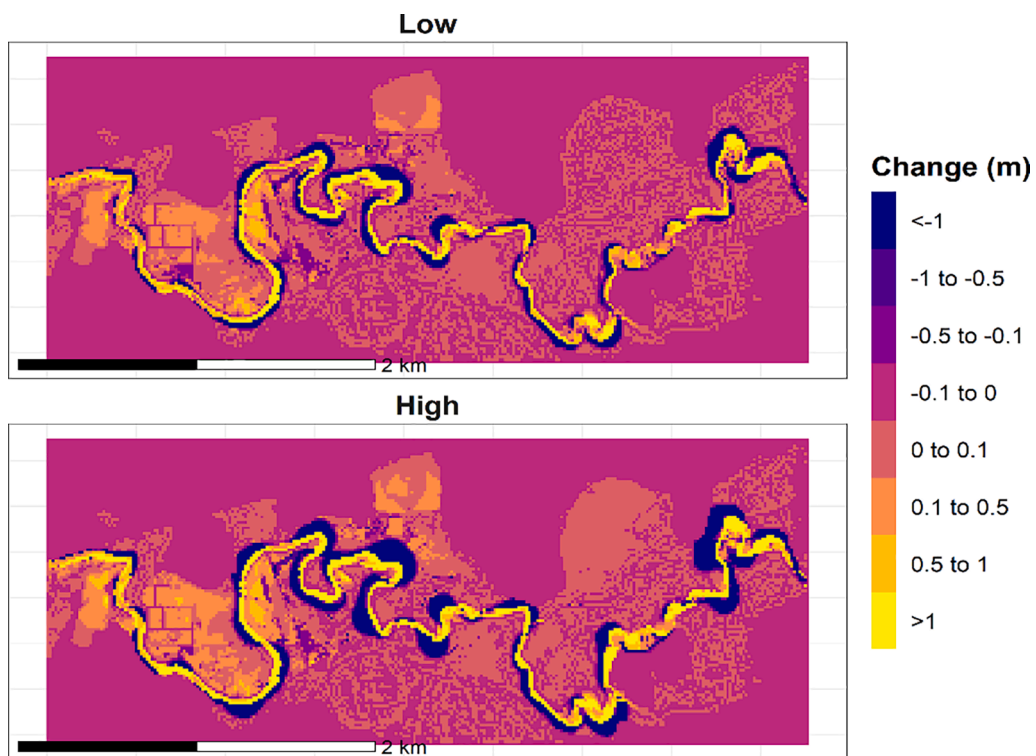 Low
2 km
High
2 km
Change (m)
<-1
-1 to -0.5
-0.5 to -0.1
-0.1 to 0
0 to 0.1
0.1 to 0.5
0.5 to 1
>1